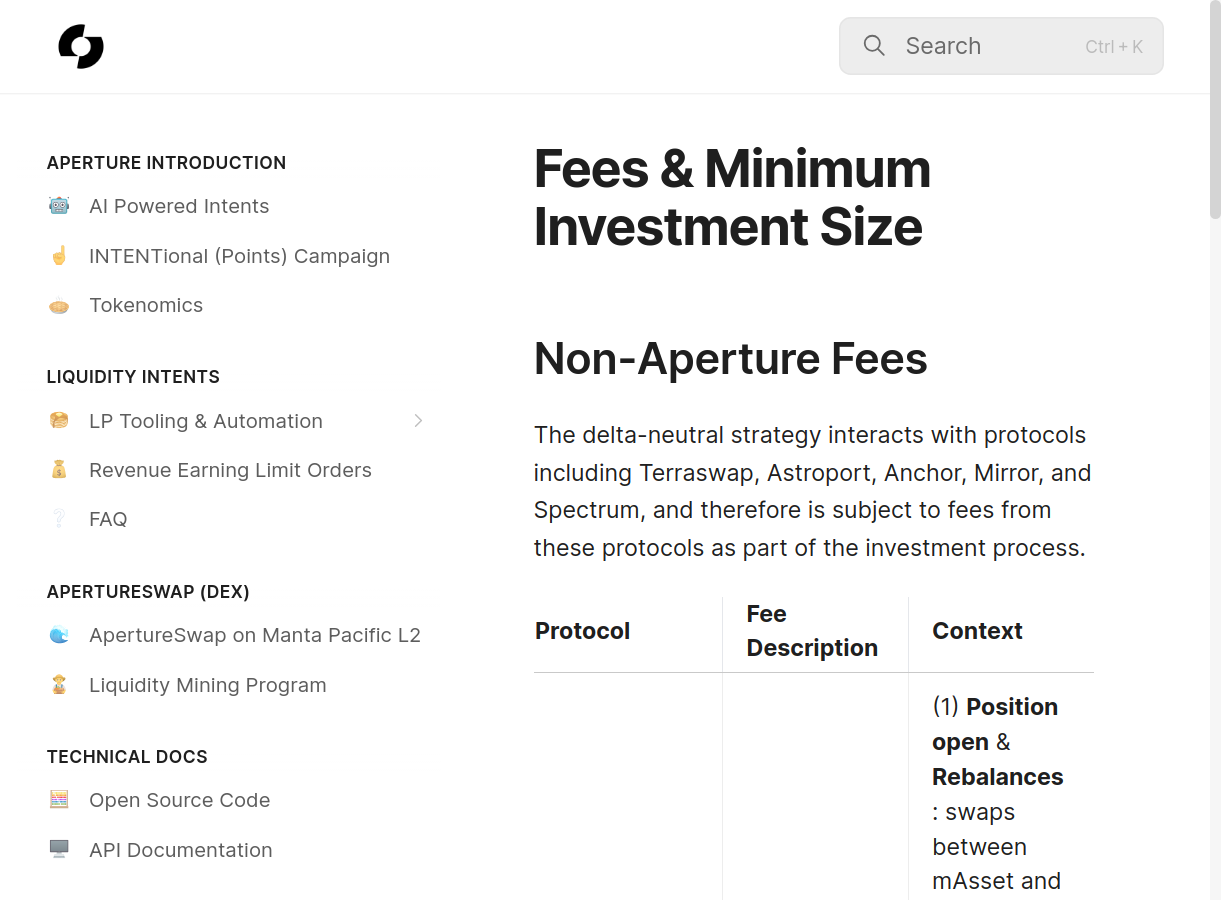 Search
Ctrl + K
APERTURE INTRODUCTION
AI Powered Intents
INTENTional (Points) Campaign
Tokenomics
LIQUIDITY INTENTS
LP Tooling & Automation
Revenue Earning Limit Orders
FAQ
APERTURESWAP (DEX)
ApertureSwap on Manta Pacific L2
Liquidity Mining Program
TECHNICAL DOCS
Open Source Code
API Documentation
Fees & Minimum
Investment Size
Non-Aperture Fees
The delta-neutral strategy interacts with protocols
including Terraswap, Astroport, Anchor, Mirror, and
Spectrum, and therefore is subject to fees from
these protocols as part of the investment process.
Protocol
Fee
Description
Context
(1) Position
open &
Rebalances
: swaps
between
mAsset and